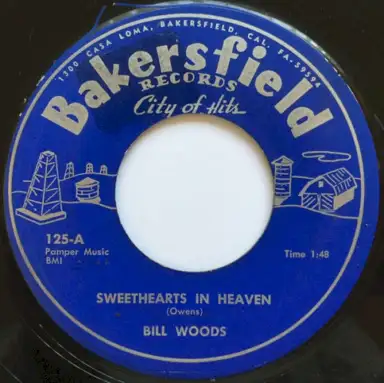 1300 CASA LOMA, BAKERSFIELD, CAL. FA-59594
Bakersfield
RECORDS
City of Hits
125-A
Pamper Music
BMI
Time 1:48
SWEETHEARTS IN HEAVEN
(Owens)
BILL WOODS